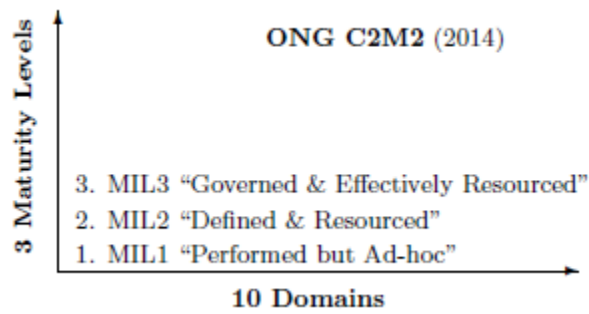 ONG C2M2 (2014)
3 Maturity Levels
3. MIL3 “Governed & Effectively Resourced”
2. MIL2 “Defined & Resourced”
1. MIL1 “Performed but Ad-hoc”
10 Domains